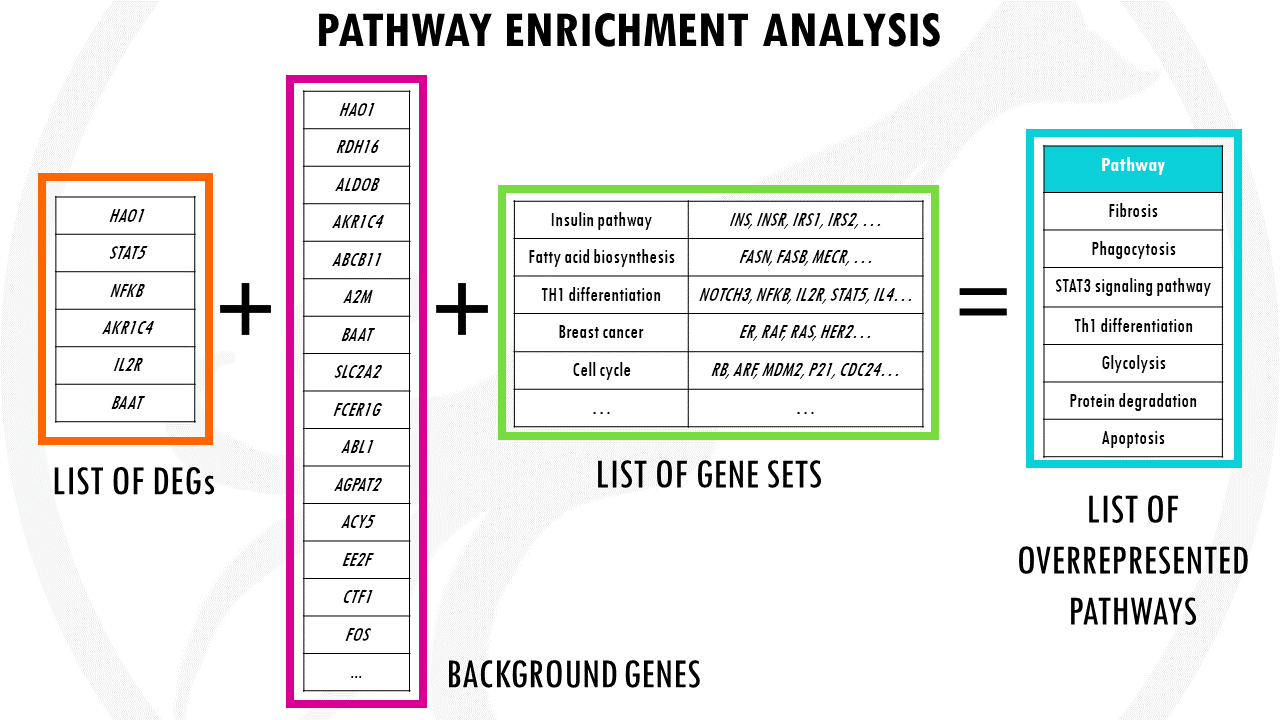 PATHWAY ENRICHMENT ANALYSIS
HAO1
STAT5
NFKB
AKR1C4
IL2R
BAAT
LIST OF DEGs
+
HAO1
RDH16
ALDOB
AKR1C4
ABCB11
A2M
BAAT
SLC2A2
FCER1G
ABL1
AGPAT2
ACY5
EE2F
CTF1
FOS
...
BACKGROUND GENES
+
Insulin pathway INS, INSR, IRS1, IRS2, ...
Fatty acid biosynthesis FASN, FASB, MECR, ...
TH1 differentiation NOTCH3, NFKB, IL2R, STAT5, IL4...
Breast cancer ER, RAF, RAS, HER2...
Cell cycle RB, ARF, MDM2, P21, CDC24...
... ...
LIST OF GENE SETS
=
Pathway
Fibrosis
Phagocytosis
STAT3 signaling pathway
Th1 differentiation
Glycolysis
Protein degradation
Apoptosis
LIST OF
OVERREPRESENTED
PATHWAYS